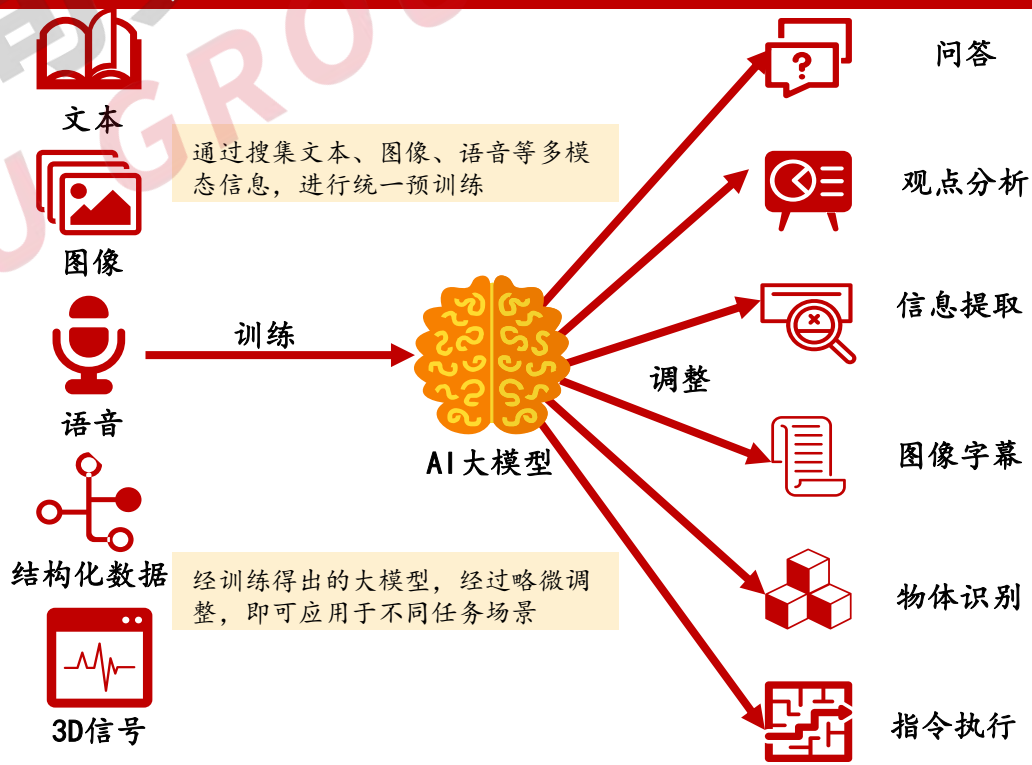 文本
图像
语音
结构化数据
3D信号
通过搜集文本、图像、语音等多模
态信息，进行统一预训练
训练
AI大模型
经训练得出的大模型，经过略微调
整，即可应用于不同任务场景
调整
?
问答
观点分析
信息提取
图像字幕
物体识别
指令执行